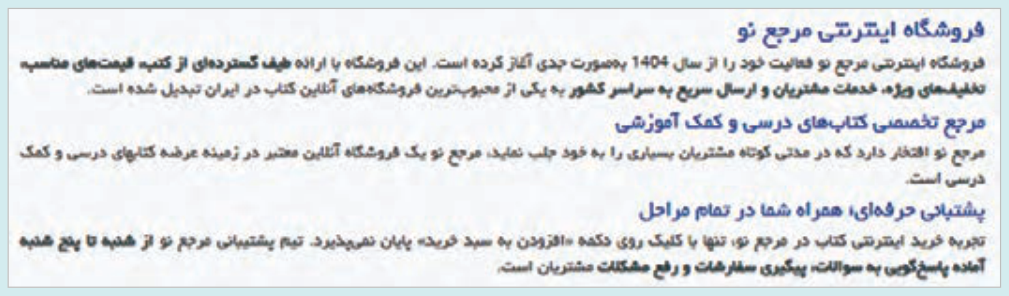 فروشگاه اینترنتی مرجع نو
فروشگاه اینترنتی مرجع نو فعالیت خود را از سال 1404 به‌صورت جدی آغاز کرده است. این فروشگاه با ارائه طیف گسترده‌ای از کتب، قیمت‌های مناسب،
تخفیف‌های ویژه، خدمات مشتریان و ارسال سریع به سراسر کشور به یکی از محبوب‌ترین فروشگاه‌های آنلاین کتاب در ایران تبدیل شده است.
مرجع تخصصی کتاب‌های درسی و کمک آموزشی
مرجع نو افتخار دارد که در مدتی کوتاه مشتریان بسیاری را به خود جلب نماید، مرجع نو یک فروشگاه آنلاین معتبر در زمینه عرضه کتابهای درسی و کمک
درسی است.
پشتیبانی حرفه‌ای؛ همراه شما در تمام مراحل
تجربه خرید اینترنتی کتاب در مرجع نو، تنها با کلیک روی دکمه «افزودن به سبد خرید» پایان نمی‌پذیرد. تیم پشتیبانی مرجع نو از شنبه تا پنج شنبه
آماده پاسخ‌گویی به سوالات، پیگیری سفارشات و رفع مشکلات مشتریان است.